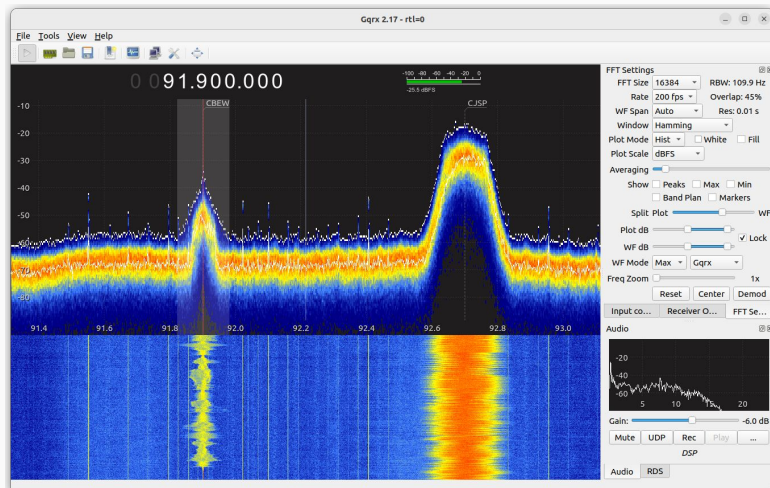 Gqrx 2.17 - rtl=0
File Tools View Help
0 091.900.000
-100 -80 -60 -40 -20 0
-25.5 dBFS
CBEW
CJSP
-10
-20
-30
-40
-50
-60
-70
-80
91.4 91.6 91.8 92.0 92.2 92.4 92.6 92.8 93.0
FFT Settings
FFT Size 16384 RBW: 109.9 Hz
Rate 200 fps Overlap: 45%
WF Span Auto Res: 0.01 s
Window Hamming
Plot Mode Hist White Fill
Plot Scale dBFS
Averaging
Show Peaks Max Min
Band Plan Markers
Split Plot WF
Plot dB
Lock
WF dB
WF Mode Max Gqrx
Freq Zoom 1x
Reset Center Demod
Input co... Receiver O... FFT Se...
Audio
-20
-40
-60
5 10 15 20
Gain: -6.0 dB
Mute UDP Rec Play ...
DSP
Audio RDS